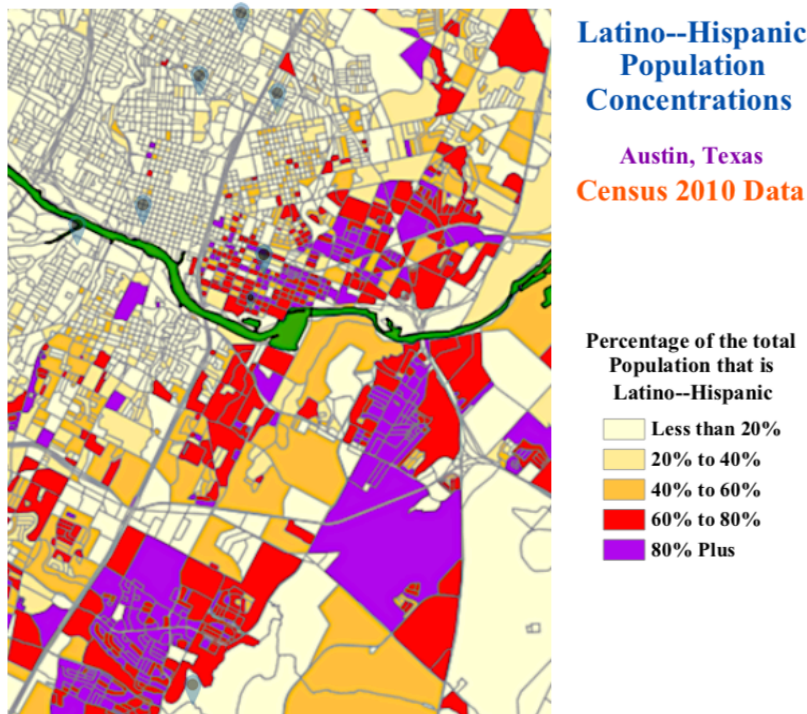 Latino--Hispanic
Population
Concentrations
Austin, Texas
Census 2010 Data
Percentage of the total
Population that is
Latino--Hispanic
Less than 20%
20% to 40%
40% to 60%
60% to 80%
80% Plus